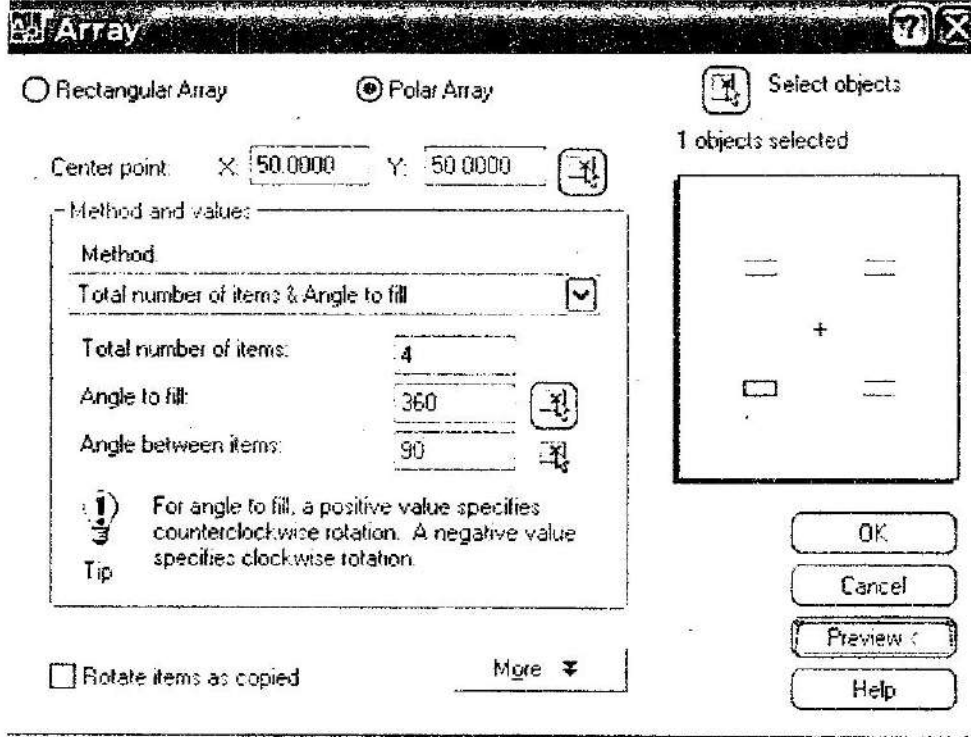 Array
Rectangular Array Polar Array Select objects
1 objects selected
Center point: X: 50.0000 Y: 50.0000
Method and values
Method:
Total number of items & Angle to fill
Total number of items: 4
Angle to fill: 360
Angle between items: 90
For angle to fill, a positive value specifies
counterclockwise rotation. A negative value
specifies clockwise rotation.
Tip
OK
Cancel
Preview <
Help
Rotate items as copied
More